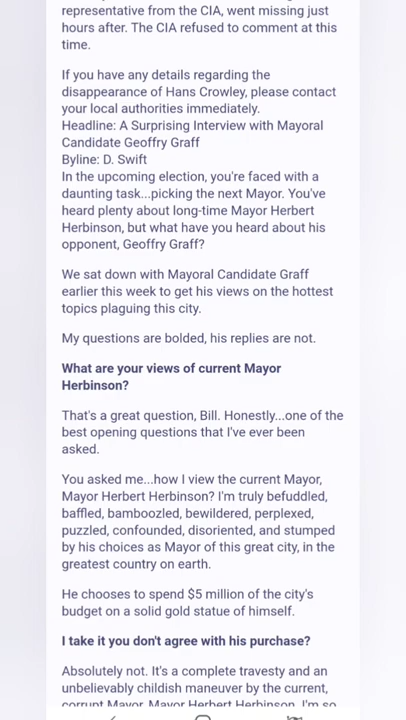 representative from the CIA, went missing just
hours after. The CIA refused to comment at this
time.
If you have any details regarding the
disappearance of Hans Crowley, please contact
your local authorities immediately.
Headline: A Surprising Interview with Mayoral
Candidate Geoffry Graff
Byline: D. Swift
In the upcoming election, you're faced with a
daunting task...picking the next Mayor. You've
heard plenty about long-time Mayor Herbert
Herbinson, but what have you heard about his
opponent, Geoffry Graff?
We sat down with Mayoral Candidate Graff
earlier this week to get his views on the hottest
topics plaguing this city.
My questions are bolded, his replies are not.
What are your views of current Mayor
Herbinson?
That's a great question, Bill. Honestly...one of the
best opening questions that I've ever been
asked.
You asked me...how I view the current Mayor,
Mayor Herbert Herbinson? I'm truly befuddled,
baffled, bamboozled, bewildered, perplexed,
puzzled, confounded, disoriented, and stumped
by his choices as Mayor of this great city, in the
greatest country on earth.
He chooses to spend $5 million of the city's
budget on a solid gold statue of himself.
I take it you don't agree with his purchase?
Absolutely not. It's a complete travesty and an
unbelievably childish maneuver by the current,
corrupt Mayor, Mayor Herbert Herbinson. I'm so